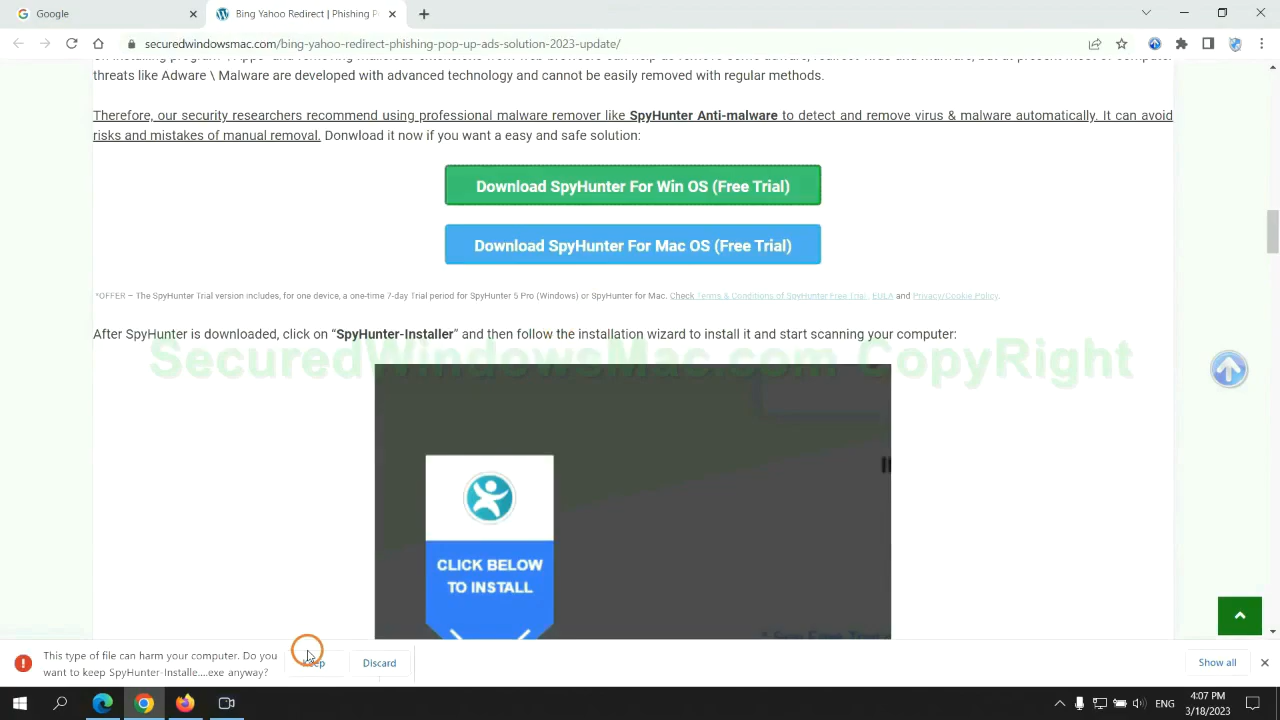 Google
Bing Yahoo Redirect | Phishing P
securedwindowsmac.com/bing-yahoo-redirect-phishing-pop-up-ads-solution-2023-update/
threats like Adware \ Malware are developed with advanced technology and cannot be easily removed with regular methods.
Therefore, our security researchers recommend using professional malware remover like SpyHunter Anti-malware to detect and remove virus & malware automatically. It can avoid
risks and mistakes of manual removal. Donwload it now if you want a easy and safe solution:
Download SpyHunter For Win OS (Free Trial)
Download SpyHunter For Mac OS (Free Trial)
*OFFER – The SpyHunter Trial version includes, for one device, a one-time 7-day Trial period for SpyHunter 5 Pro (Windows) or SpyHunter for Mac. Check Terms & Conditions of SpyHunter Free Trial, EULA and Privacy/Cookie Policy.
After SpyHunter is downloaded, click on “SpyHunter-Installer” and then follow the installation wizard to install it and start scanning your computer:
SecuredWindowsMac.com CopyRight
CLICK BELOW
TO INSTALL
This type of file can harm your computer. Do you
want to keep SpyHunter-Installe....exe anyway?
Keep
Discard
Show all
ENG
4:07 PM
3/18/2023